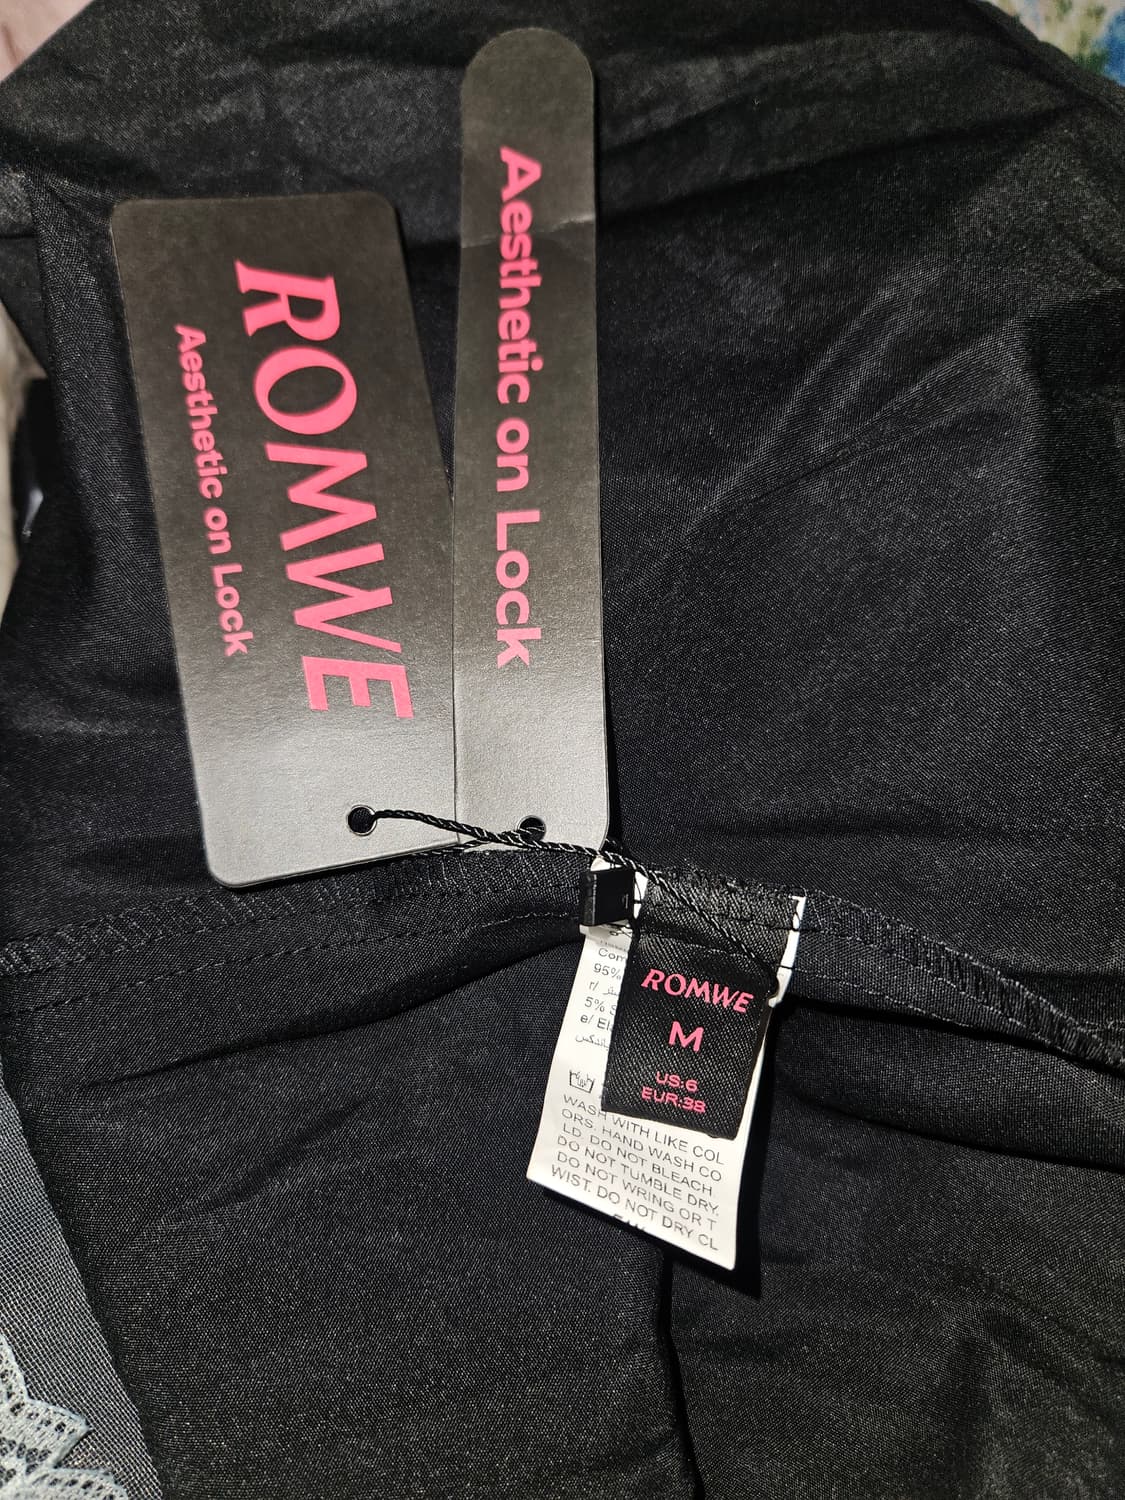 ROMWE
Aesthetic on Lock
Aesthetic on Lock
ROMWE
M
US:6
EUR:38
Com
95%
5% S
e/ El
WASH WITH LIKE COL
ORS. HAND WASH CO
LD. DO NOT BLEACH.
DO NOT TUMBLE DRY.
DO NOT WRING OR T
WIST. DO NOT DRY CL